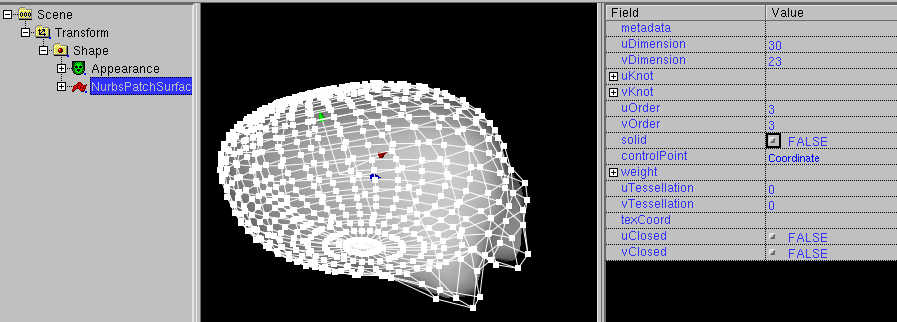 Scene
Transform
Shape
Appearance
NurbsPatchSurfac
Field Value
metadata
uDimension 30
vDimension 23
uKnot
vKnot
uOrder 3
vOrder 3
solid FALSE
controlPoint Coordinate
weight
uTessellation 0
vTessellation 0
texCoord
uClosed FALSE
vClosed FALSE